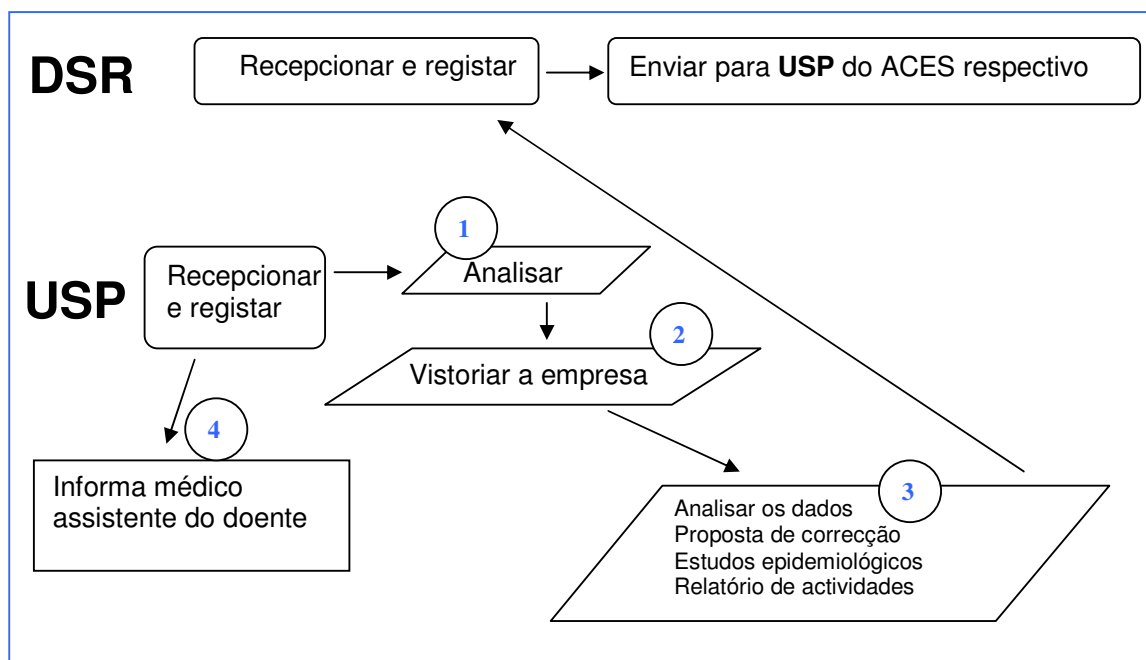 DSR
Recepcionar e registar
Enviar para USP do ACES respectivo
1
USP
Recepcionar
e registar
Analisar
2
Vistoriar a empresa
4
Informa médico
assistente do doente
3
Analisar os dados
Proposta de correcção
Estudos epidemiológicos
Relatório de actividades